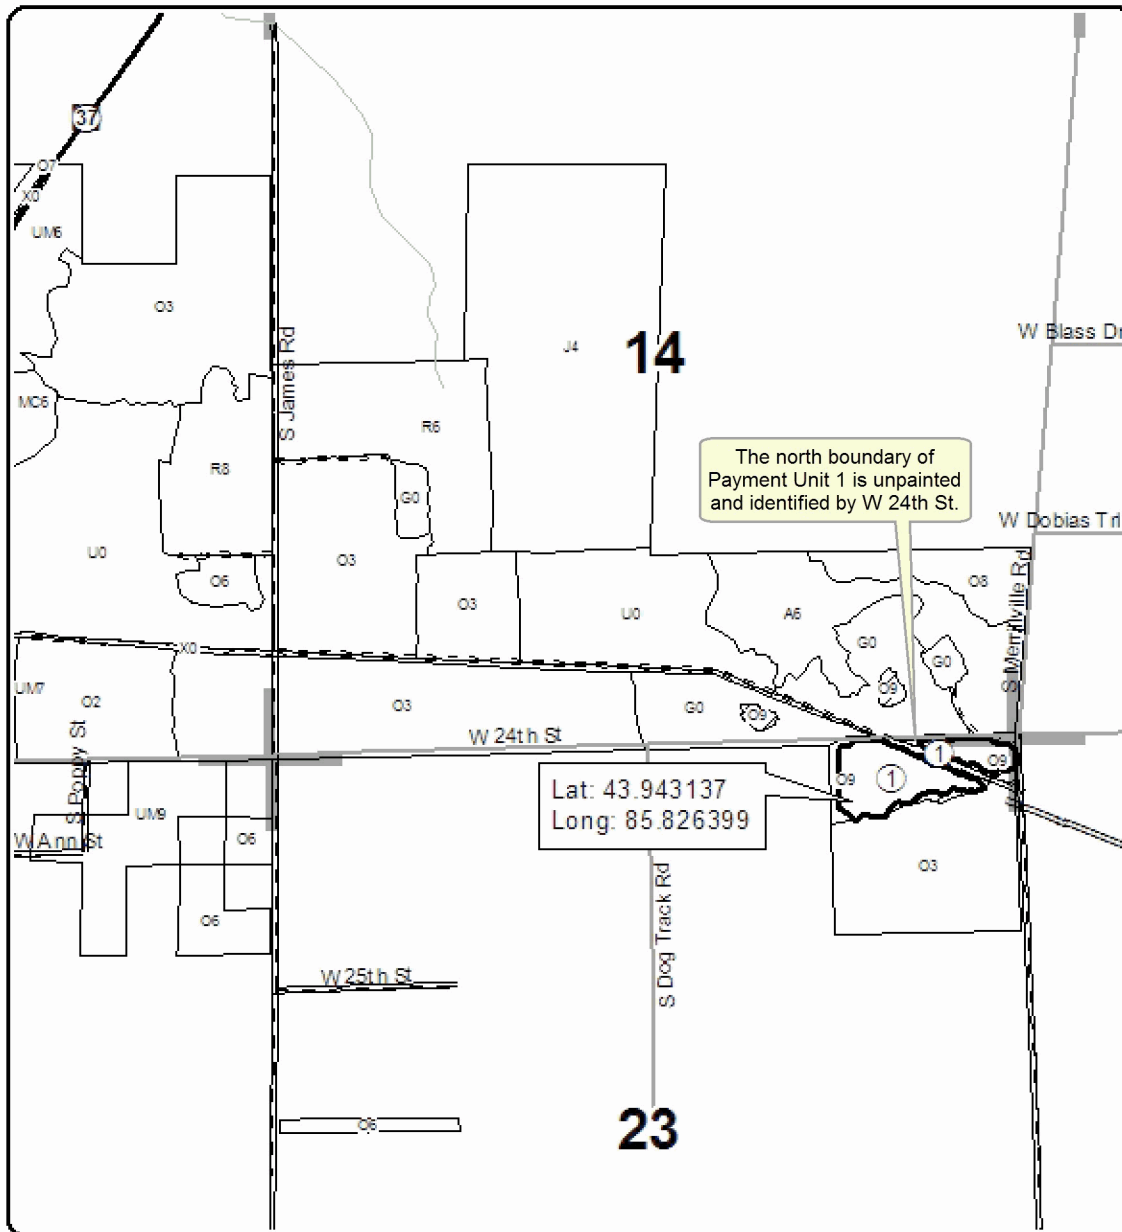 37
O7
X0
UM6
O3
S James Rd
J4
14
W Blass Dr
MC6
R6
R8
G0
The north boundary of
Payment Unit 1 is unpainted
and identified by W 24th St.
W Dobias Trl
U0
O6
O3
O3
U0
A6
O8
S Merrillville Rd
X0
G0
G0
UM7
O2
O3
G0
O9
O9
S Poppy St
W 24th St
1
O9
O9
1
Lat: 43.943137
Long: 85.826399
UM9
W Ann St
O6
O3
O6
S Dog Track Rd
W 25th St
O6
23